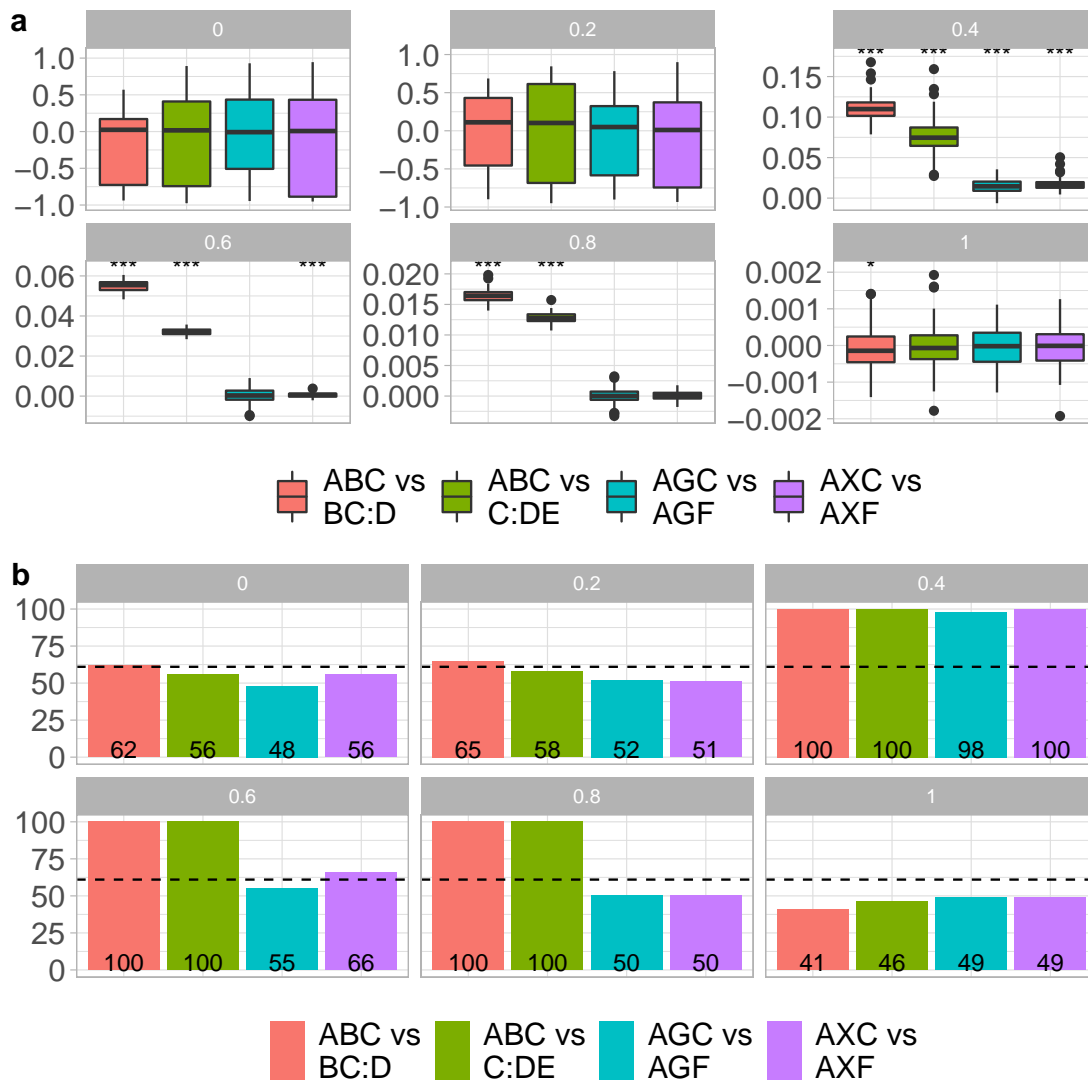 a
0 0.2 0.4
1.0 1.0 *** *** *** ***
0.5 0.5 0.15
0.0 0.0 0.10
−0.5 −0.5 0.05
−1.0 −1.0 0.00
0.6 0.8 1
*** *** *** *** *** *
0.06 0.020 0.002
0.04 0.015 0.001
0.02 0.010 0.000
0.00 0.005 −0.001
0.000 −0.002
ABC vs BC:D
ABC vs C:DE
AGC vs AGF
AXC vs AXF
b
0 0.2 0.4
100
75
50
25
0
62 56 48 56 65 58 52 51 100 100 98 100
0.6 0.8 1
100
75
50
25
0
100 100 55 66 100 100 50 50 41 46 49 49
ABC vs BC:D
ABC vs C:DE
AGC vs AGF
AXC vs AXF